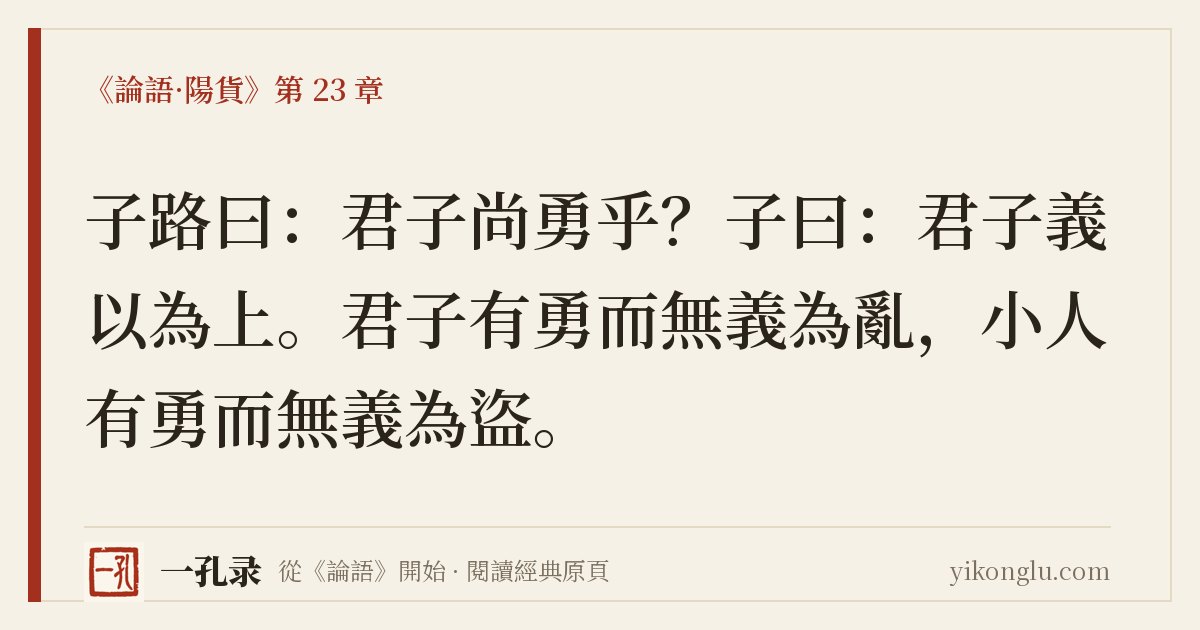 《論語·陽貨》第 23 章
子路曰：君子尚勇乎？子曰：君子義
以為上。君子有勇而無義為亂，小人
有勇而無義為盜。
一孔
一孔录 從《論語》開始 · 閱讀經典原頁 yikonglu.com